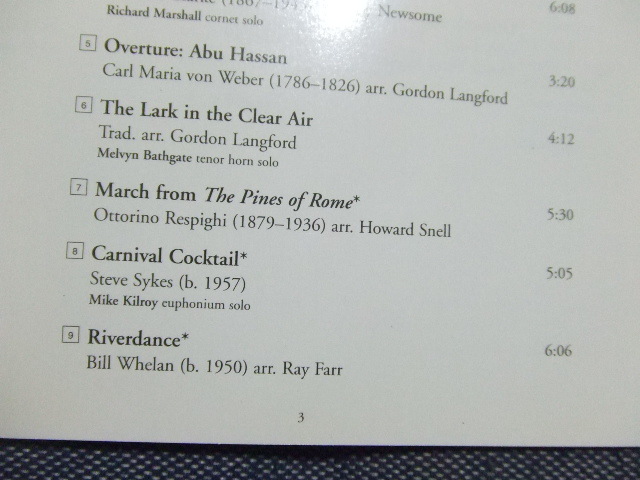 Newsome 6:08
Richard Marshall cornet solo
5 Overture: Abu Hassan
Carl Maria von Weber (1786–1826) arr. Gordon Langford 3:20
6 The Lark in the Clear Air
Trad. arr. Gordon Langford 4:12
Melvyn Bathgate tenor horn solo
7 March from The Pines of Rome*
Ottorino Respighi (1879–1936) arr. Howard Snell 5:30
8 Carnival Cocktail*
Steve Sykes (b. 1957) 5:05
Mike Kilroy euphonium solo
9 Riverdance*
Bill Whelan (b. 1950) arr. Ray Farr 6:06
3